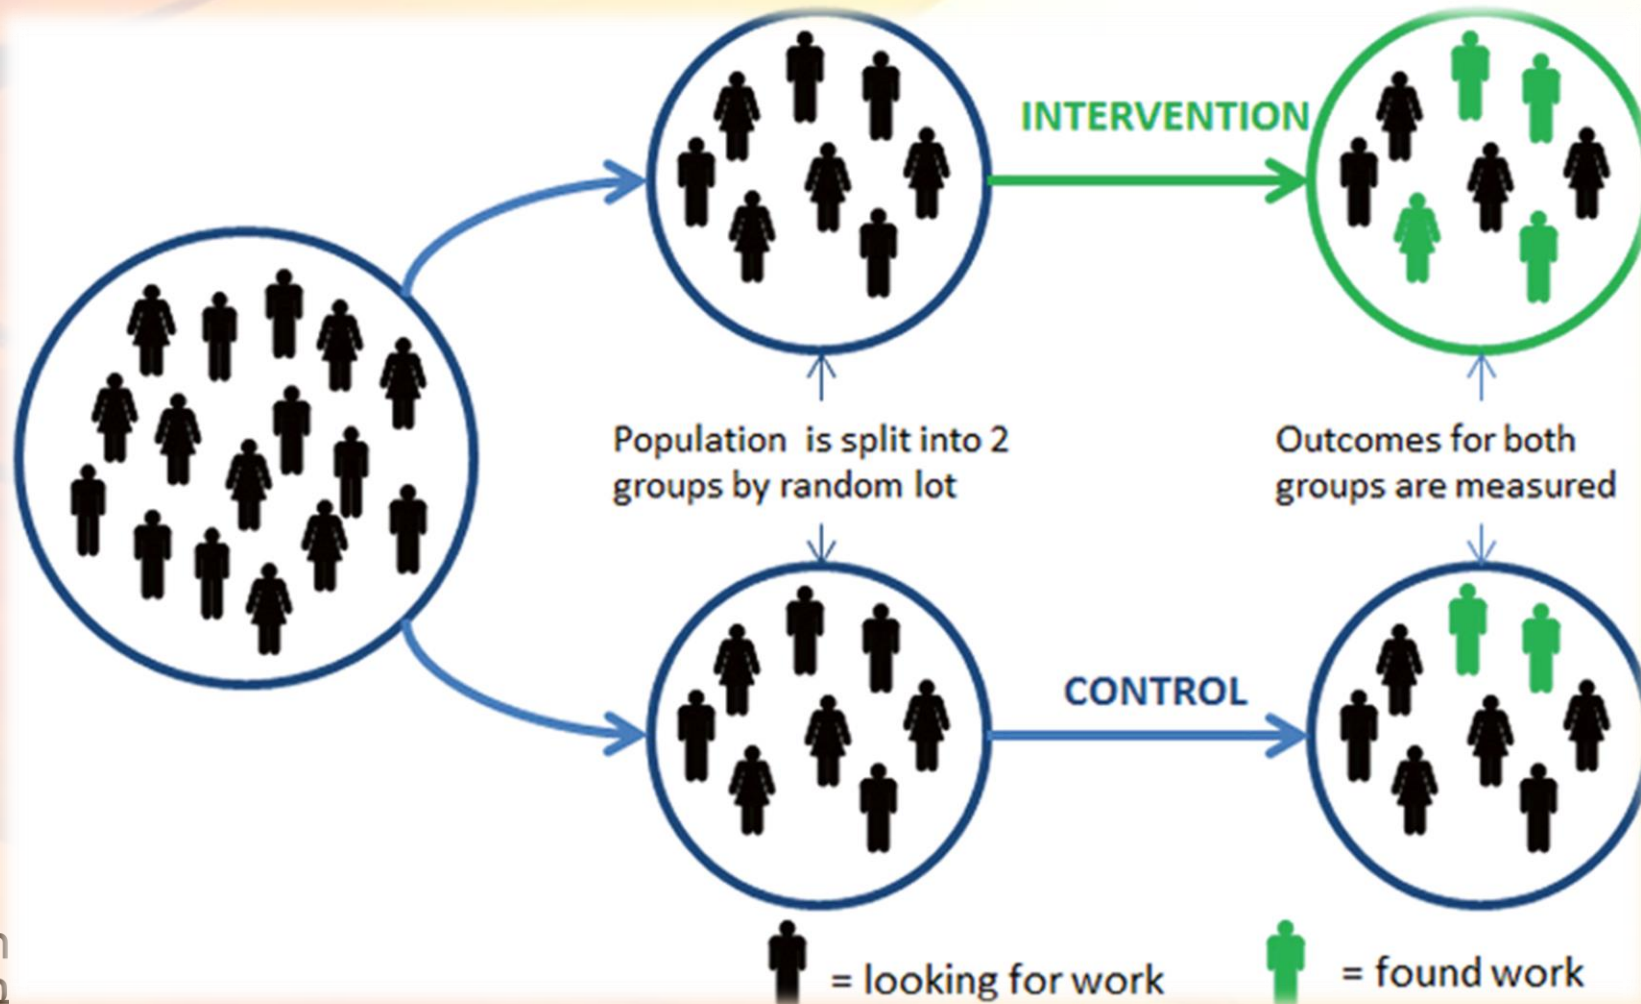 INTERVENTION
Population is split into 2
groups by random lot
Outcomes for both
groups are measured
CONTROL
= looking for work
= found work